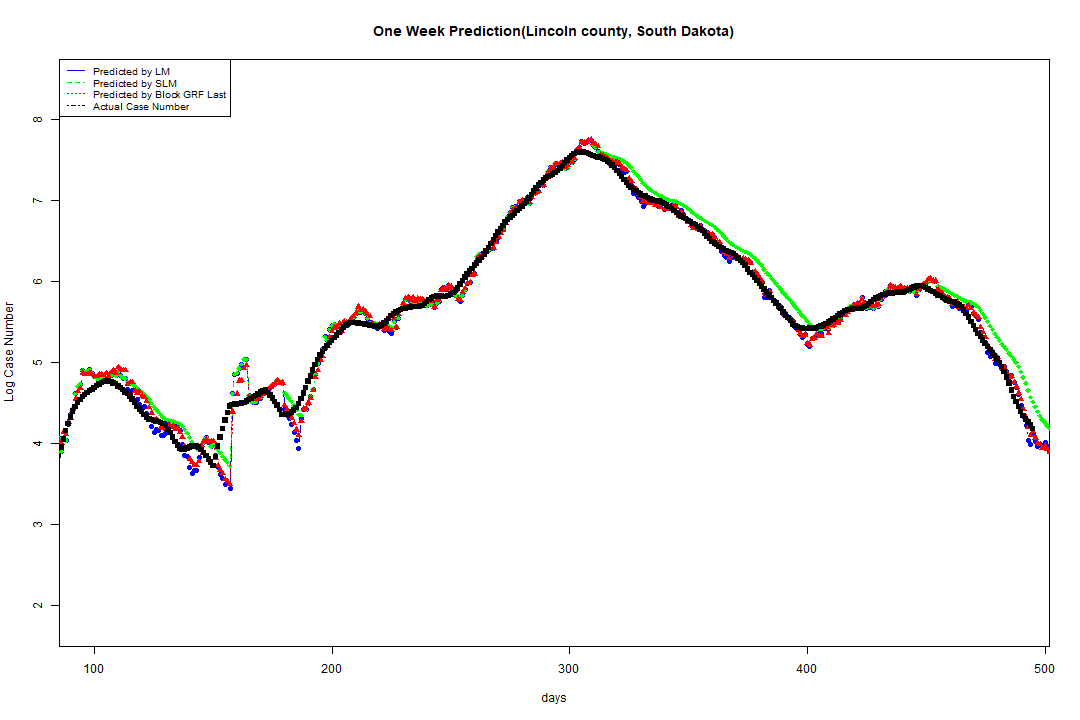 One Week Prediction(Lincoln county, South Dakota)
Predicted by LM
Predicted by SLM
Predicted by Block GRF Last
Actual Case Number
8
7
6
5
4
3
2
Log Case Number
100 200 300 400 500
days